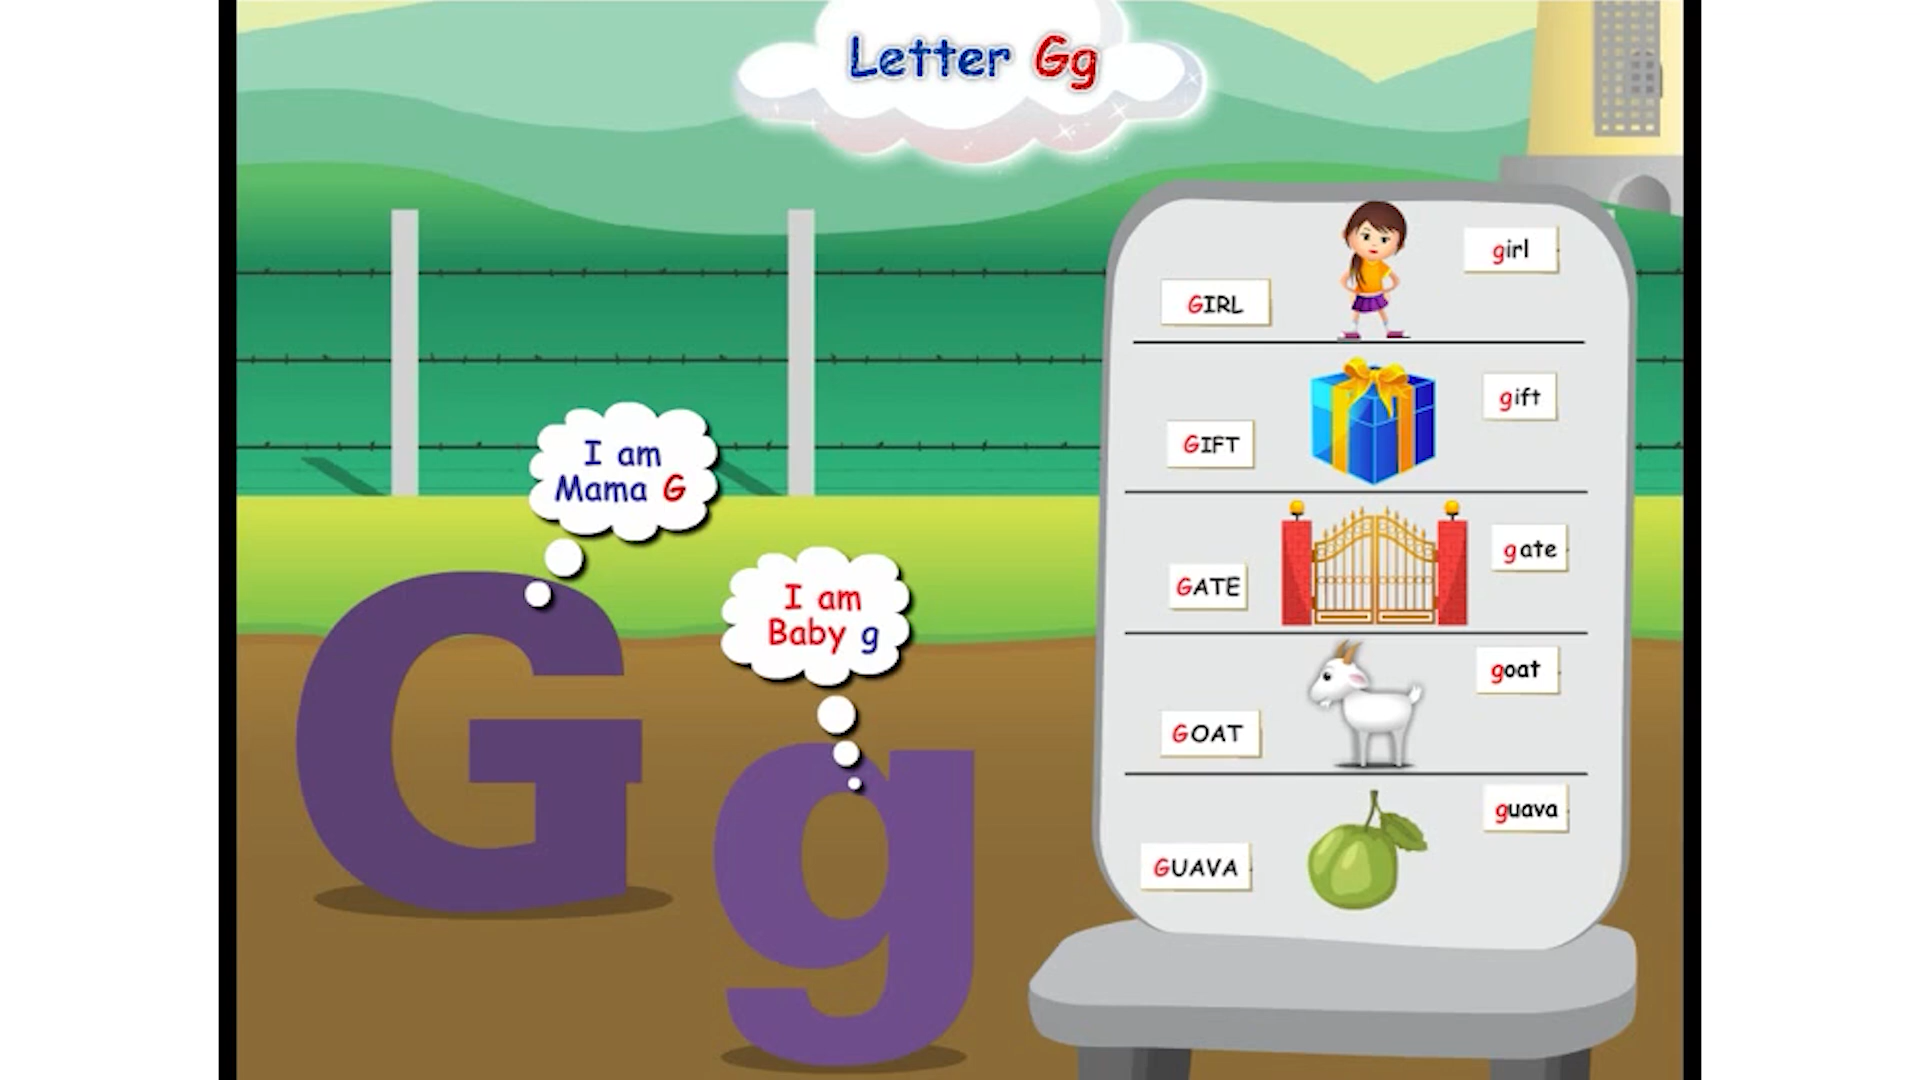 Letter Gg
I am
Mama G
I am
Baby g
G
g
GIRL
girl
GIFT
gift
GATE
gate
GOAT
goat
GUAVA
guava